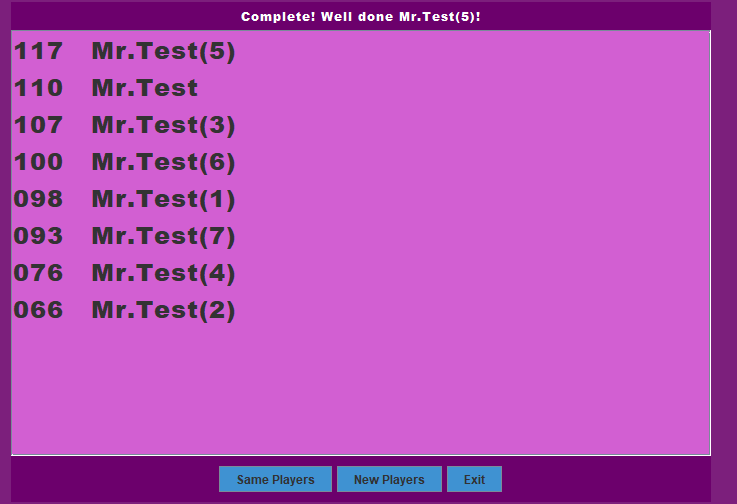 Complete! Well done Mr.Test(5)!
117 Mr.Test(5)
110 Mr.Test
107 Mr.Test(3)
100 Mr.Test(6)
098 Mr.Test(1)
093 Mr.Test(7)
076 Mr.Test(4)
066 Mr.Test(2)
Same Players New Players Exit